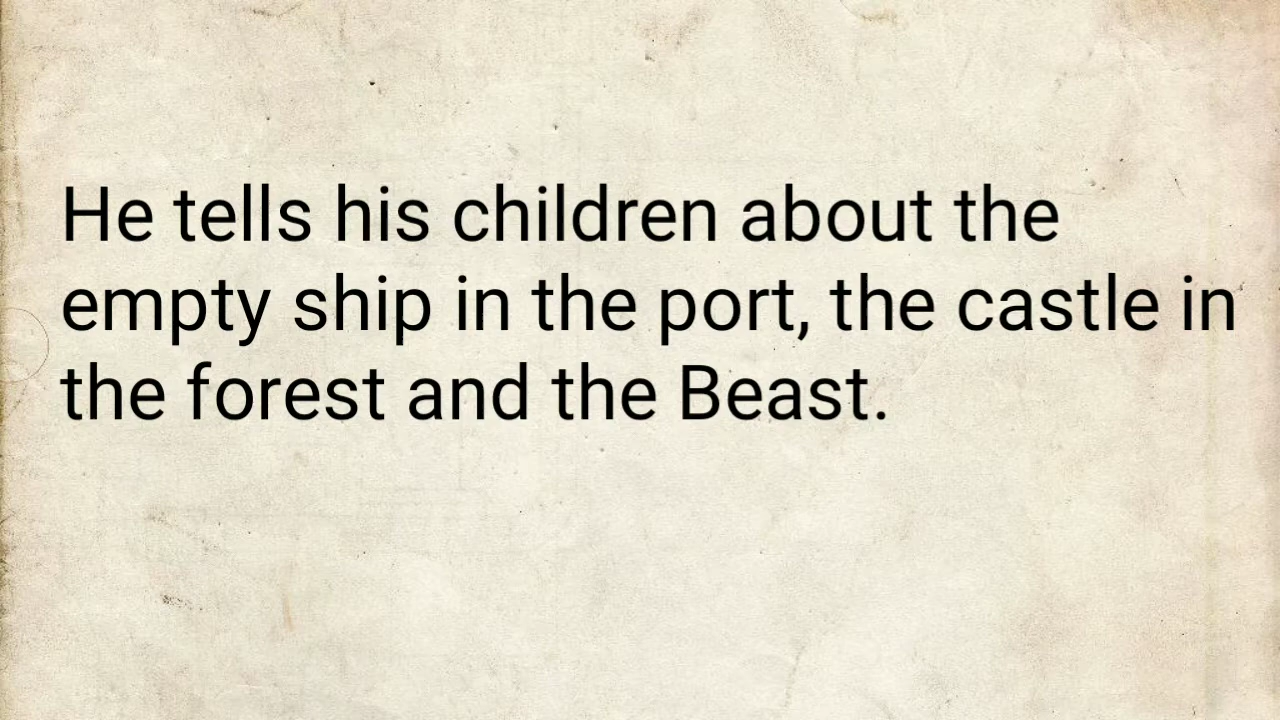 He tells his children about the
empty ship in the port, the castle in
the forest and the Beast.